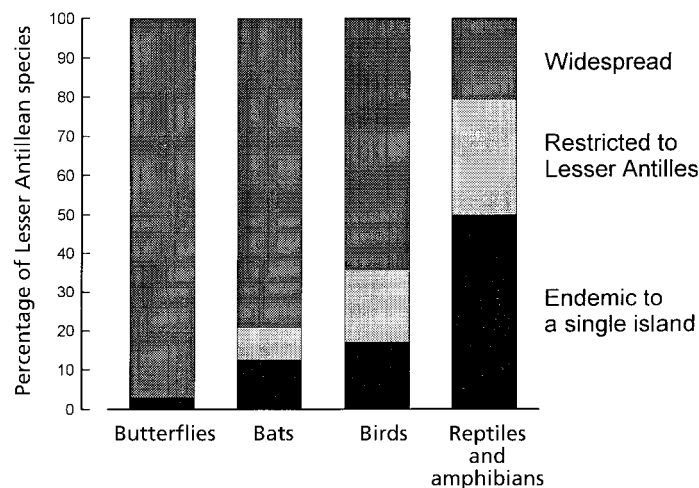 100
90
80
70
60
50
40
30
20
10
0
Percentage of Lesser Antillean species
Widespread
Restricted to
Lesser Antilles
Endemic to
a single island
Butterflies
Bats
Birds
Reptiles
and
amphibians